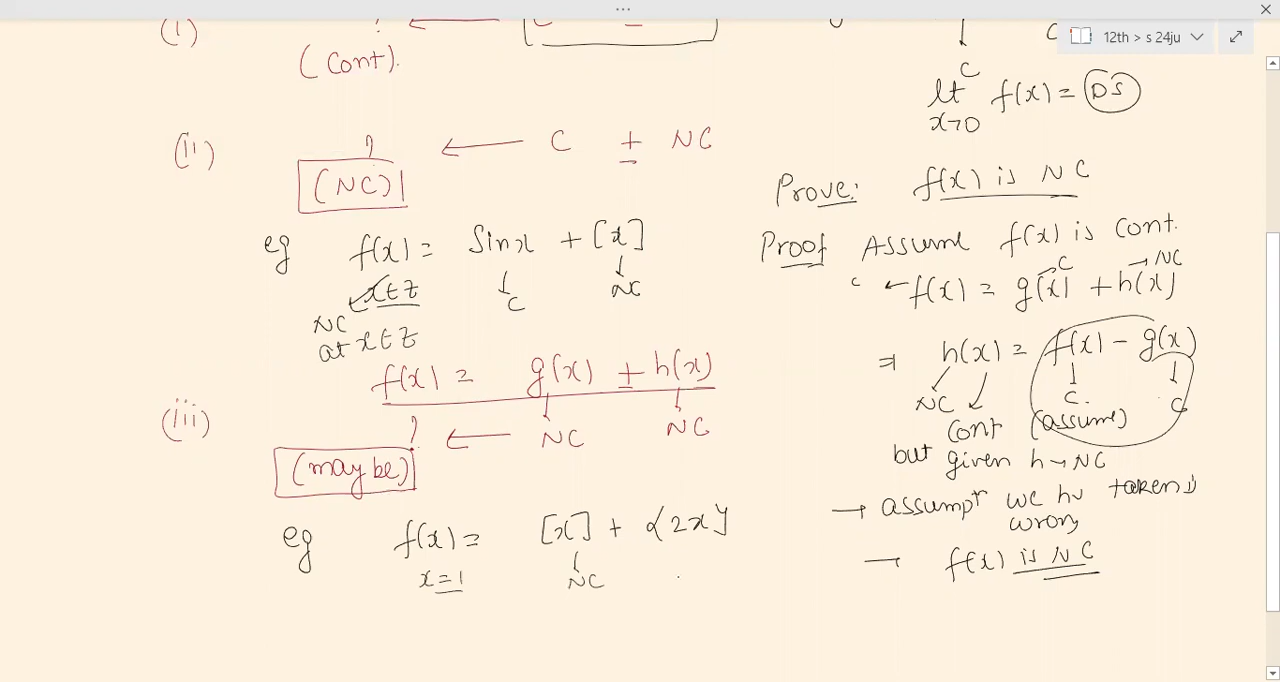 12th > s 24ju
(i) ?
(Cont).
C
C
lt f(x) = DS
x→0
(ii) ? ← C ± NC
(NC)
eg f(x) = Sinx + [x]
x∈Z C NC
NC
at x∈Z
f(x) = g(x) ± h(x)
(iii) ? ← NC NC
(may be)
eg f(x) = [x] + {2x}
x=1 NC
Prove: f(x) is NC
Proof Assume f(x) is Cont.
C ← f(x) = g(x) → C + h(x) → NC
⇒ h(x) = f(x) - g(x)
NC C. C
Cont (assume)
but given h→NC
→ assumptn we hv taken is
wrong
→ f(x) is NC